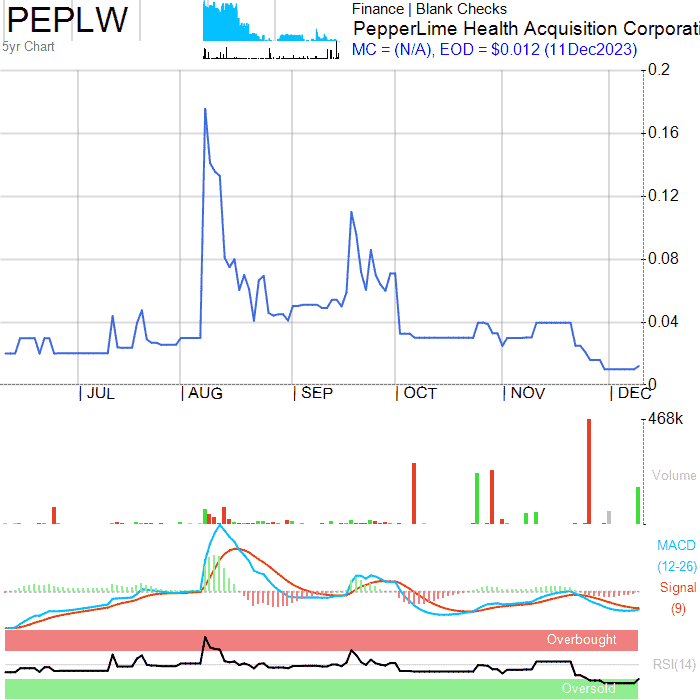 PEPLW
5yr Chart
Finance | Blank Checks
PepperLime Health Acquisition Corporati
MC = (N/A), EOD = $0.012 (11Dec2023)
0.2
0.16
0.12
0.08
0.04
0
JUL
AUG
SEP
OCT
NOV
DEC
468k
Volume
MACD
(12-26)
Signal
(9)
Overbought
RSI(14)
Oversold